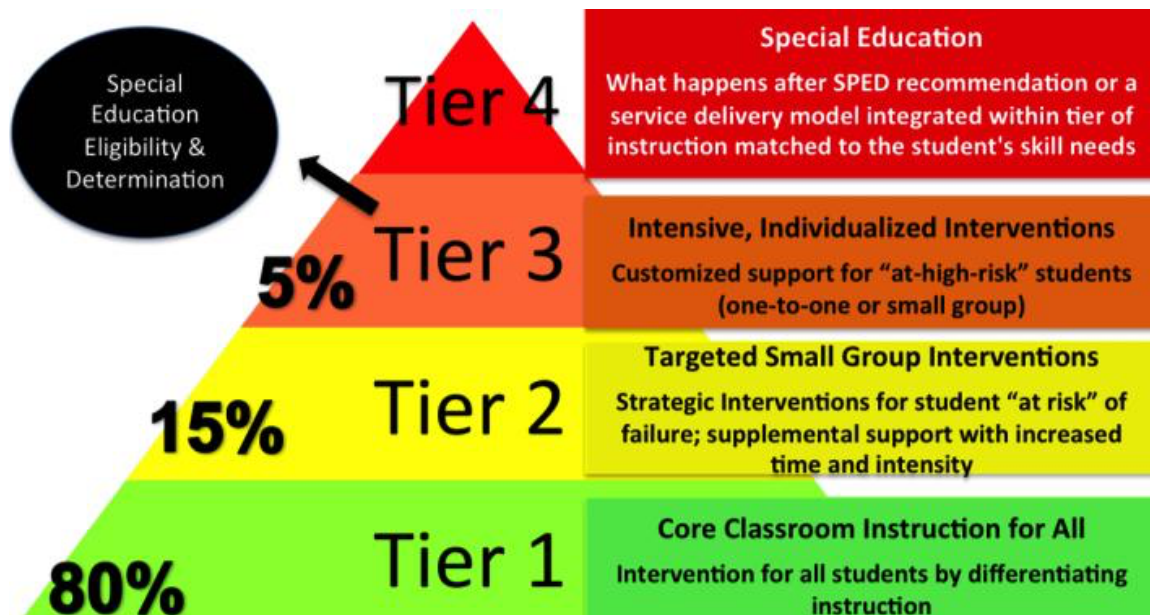 Special
Education
Eligibility &
Determination
Tier 4
Special Education
What happens after SPED recommendation or a
service delivery model integrated within tier of
instruction matched to the student's skill needs
5%
Tier 3
Intensive, Individualized Interventions
Customized support for “at-high-risk” students
(one-to-one or small group)
15%
Tier 2
Targeted Small Group Interventions
Strategic Interventions for student “at risk” of
failure; supplemental support with increased
time and intensity
80%
Tier 1
Core Classroom Instruction for All
Intervention for all students by differentiating
instruction